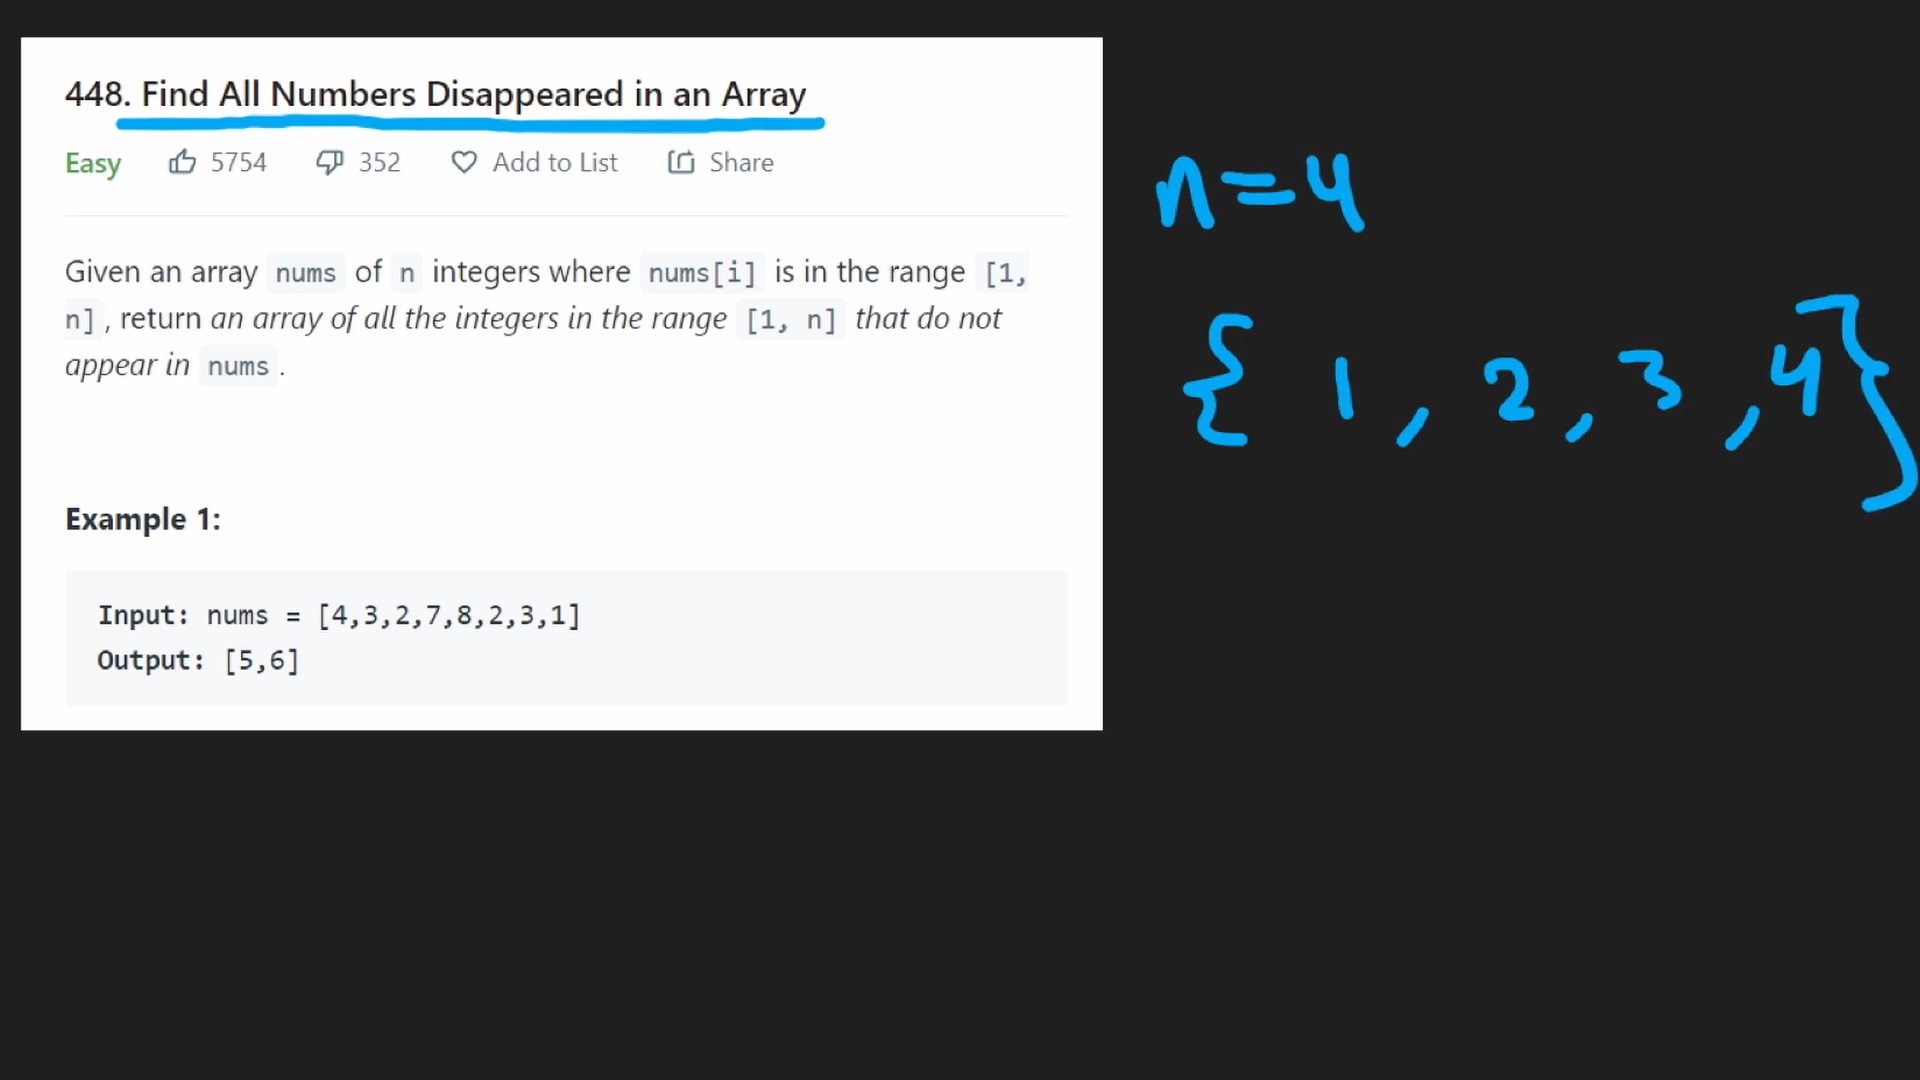 448. Find All Numbers Disappeared in an Array
Easy 5754 352 Add to List Share
Given an array nums of n integers where nums[i] is in the range [1,
n] , return an array of all the integers in the range [1, n] that do not
appear in nums .
Example 1:
Input: nums = [4,3,2,7,8,2,3,1]
Output: [5,6]
n=4
{ 1, 2, 3, 4}